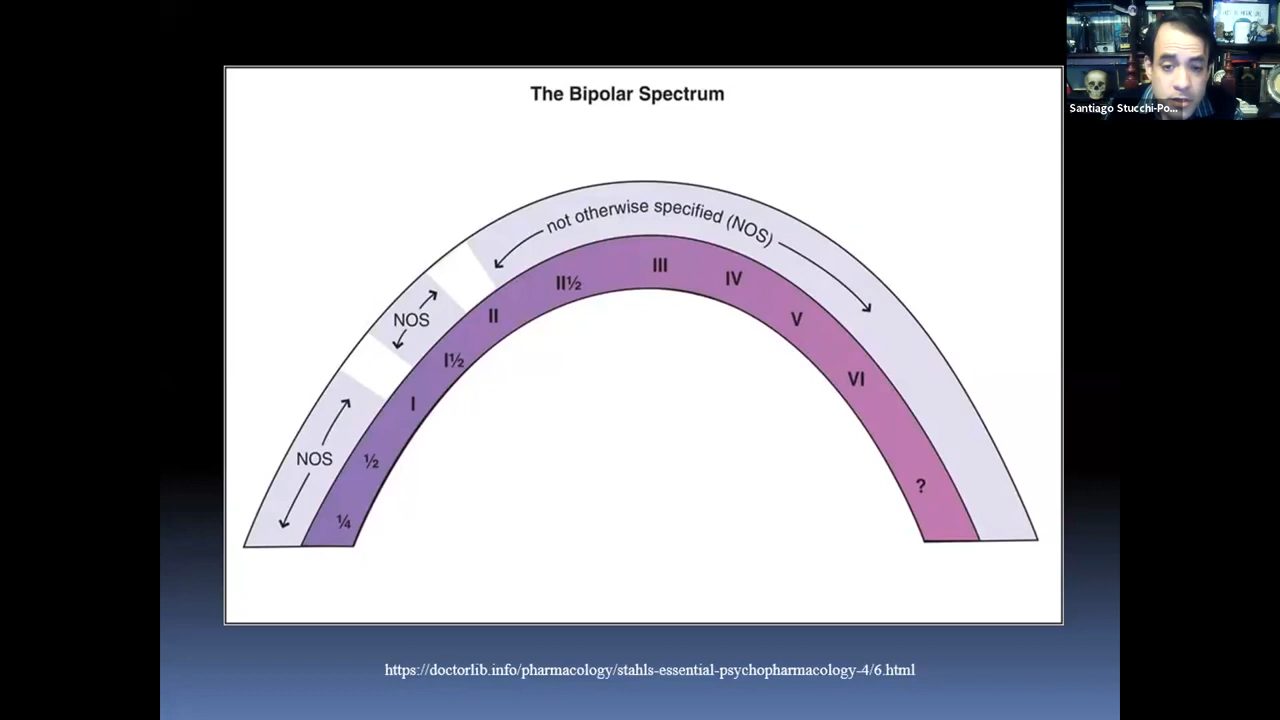 Santiago Stucchi-Po...
The Bipolar Spectrum
not otherwise specified (NOS)
NOS
NOS
¼
½
I
I½
II
II½
III
IV
V
VI
?
https://doctorlib.info/pharmacology/stahls-essential-psychopharmacology-4/6.html